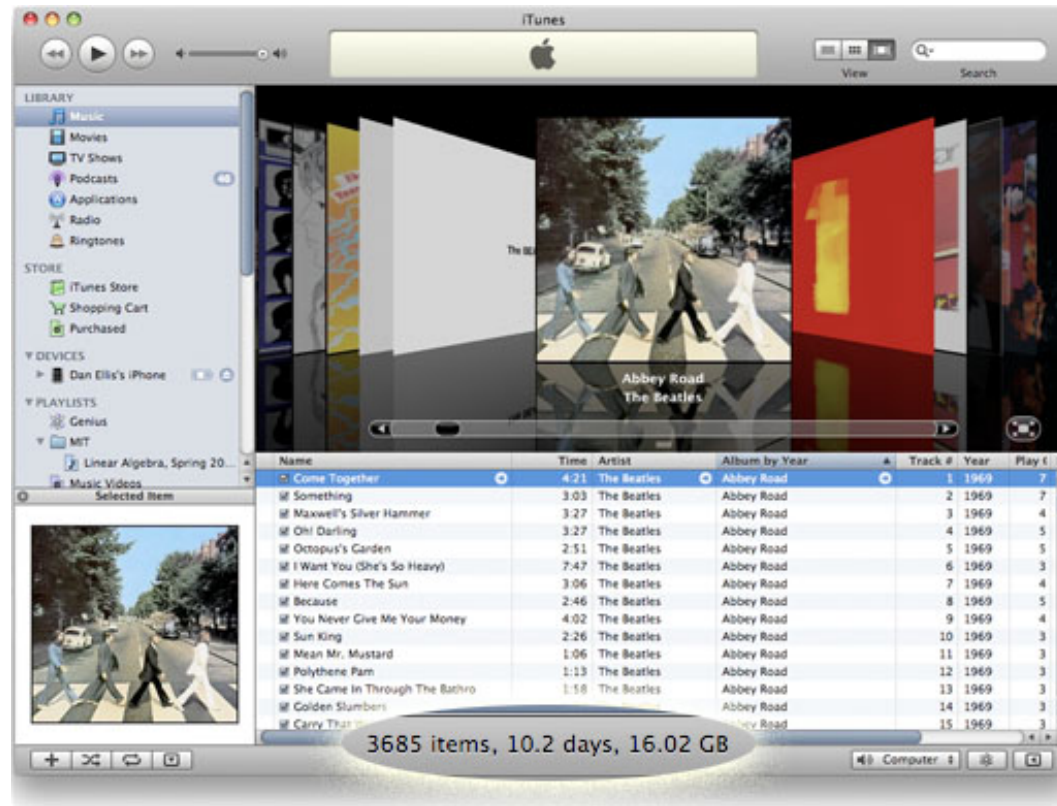 iTunes
View
Search
LIBRARY
Music
Movies
TV Shows
Podcasts
Applications
Radio
Ringtones
STORE
iTunes Store
Shopping Cart
Purchased
DEVICES
Dan Ellis's iPhone
PLAYLISTS
Genius
MIT
Linear Algebra, Spring 20...
Music Videos
Selected Item
The BEA
Abbey Road
The Beatles
Name Time Artist Album by Year Track # Year Play
Come Together 4:21 The Beatles Abbey Road 1 1969 7
Something 3:03 The Beatles Abbey Road 2 1969 7
Maxwell's Silver Hammer 3:27 The Beatles Abbey Road 3 1969 4
Oh! Darling 3:27 The Beatles Abbey Road 4 1969 5
Octopus's Garden 2:51 The Beatles Abbey Road 5 1969 5
I Want You (She's So Heavy) 7:47 The Beatles Abbey Road 6 1969 3
Here Comes The Sun 3:06 The Beatles Abbey Road 7 1969 4
Because 2:46 The Beatles Abbey Road 8 1969 5
You Never Give Me Your Money 4:02 The Beatles Abbey Road 9 1969 4
Sun King 2:26 The Beatles Abbey Road 10 1969 3
Mean Mr. Mustard 1:06 The Beatles Abbey Road 11 1969 3
Polythene Pam 1:13 The Beatles Abbey Road 12 1969 3
She Came In Through The Bathro 1:58 The Beatles Abbey Road 13 1969 3
Golden Slumbers Abbey Road 14 1969 3
Carry That Road 15 1969 3
3685 items, 10.2 days, 16.02 GB
Computer